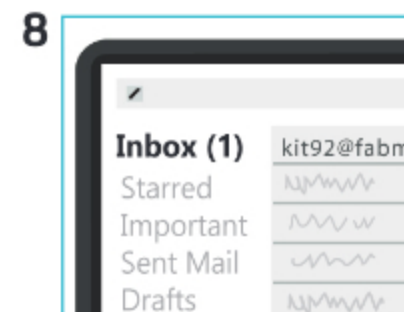 8
Inbox (1)
kit92@fabm
Starred
Important
Sent Mail
Drafts